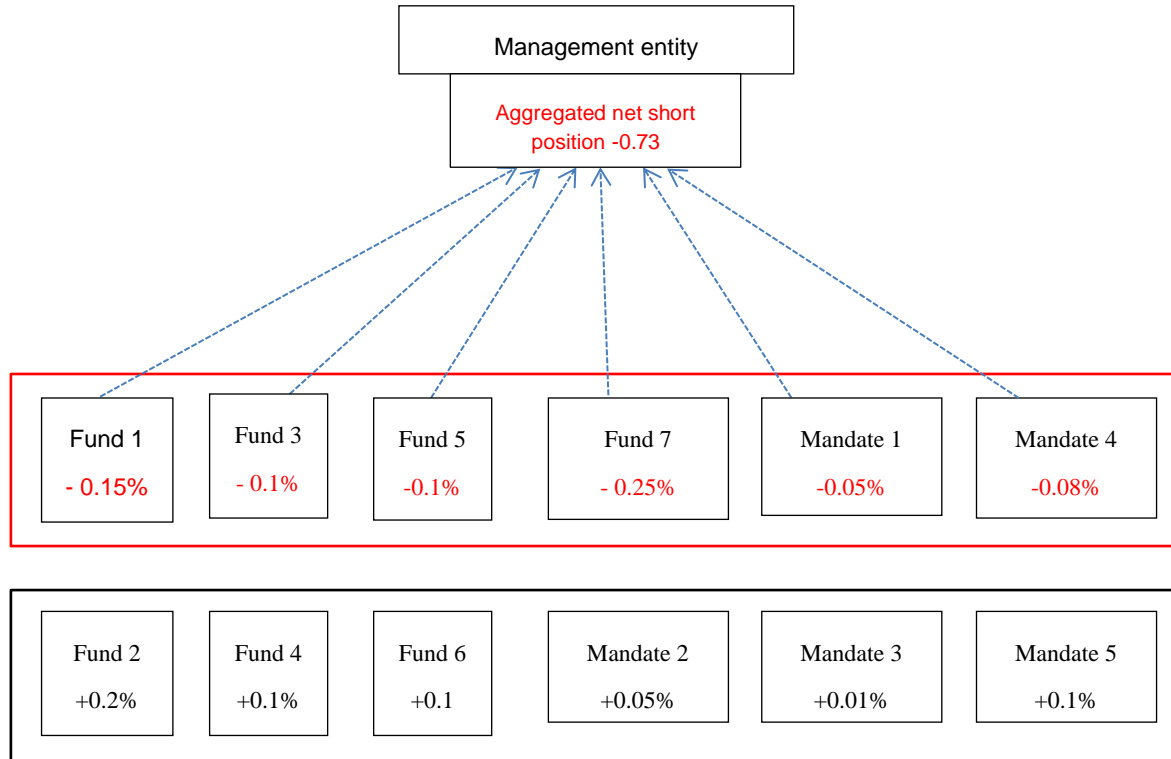 Management entity
Aggregated net short
position -0.73
Fund 1
- 0.15%
Fund 3
- 0.1%
Fund 5
-0.1%
Fund 7
- 0.25%
Mandate 1
-0.05%
Mandate 4
-0.08%
Fund 2
+0.2%
Fund 4
+0.1%
Fund 6
+0.1
Mandate 2
+0.05%
Mandate 3
+0.01%
Mandate 5
+0.1%